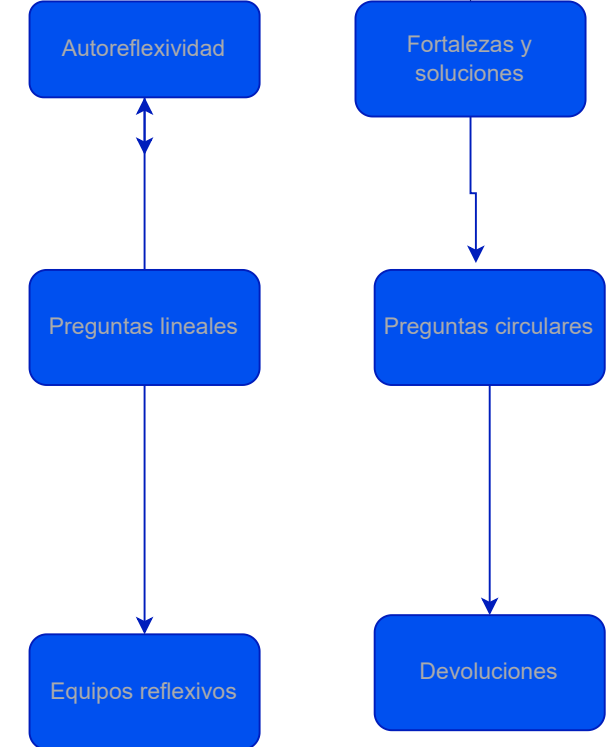 Autoreflexividad
Fortalezas y
soluciones
Preguntas lineales
Preguntas circulares
Equipos reflexivos
Devoluciones